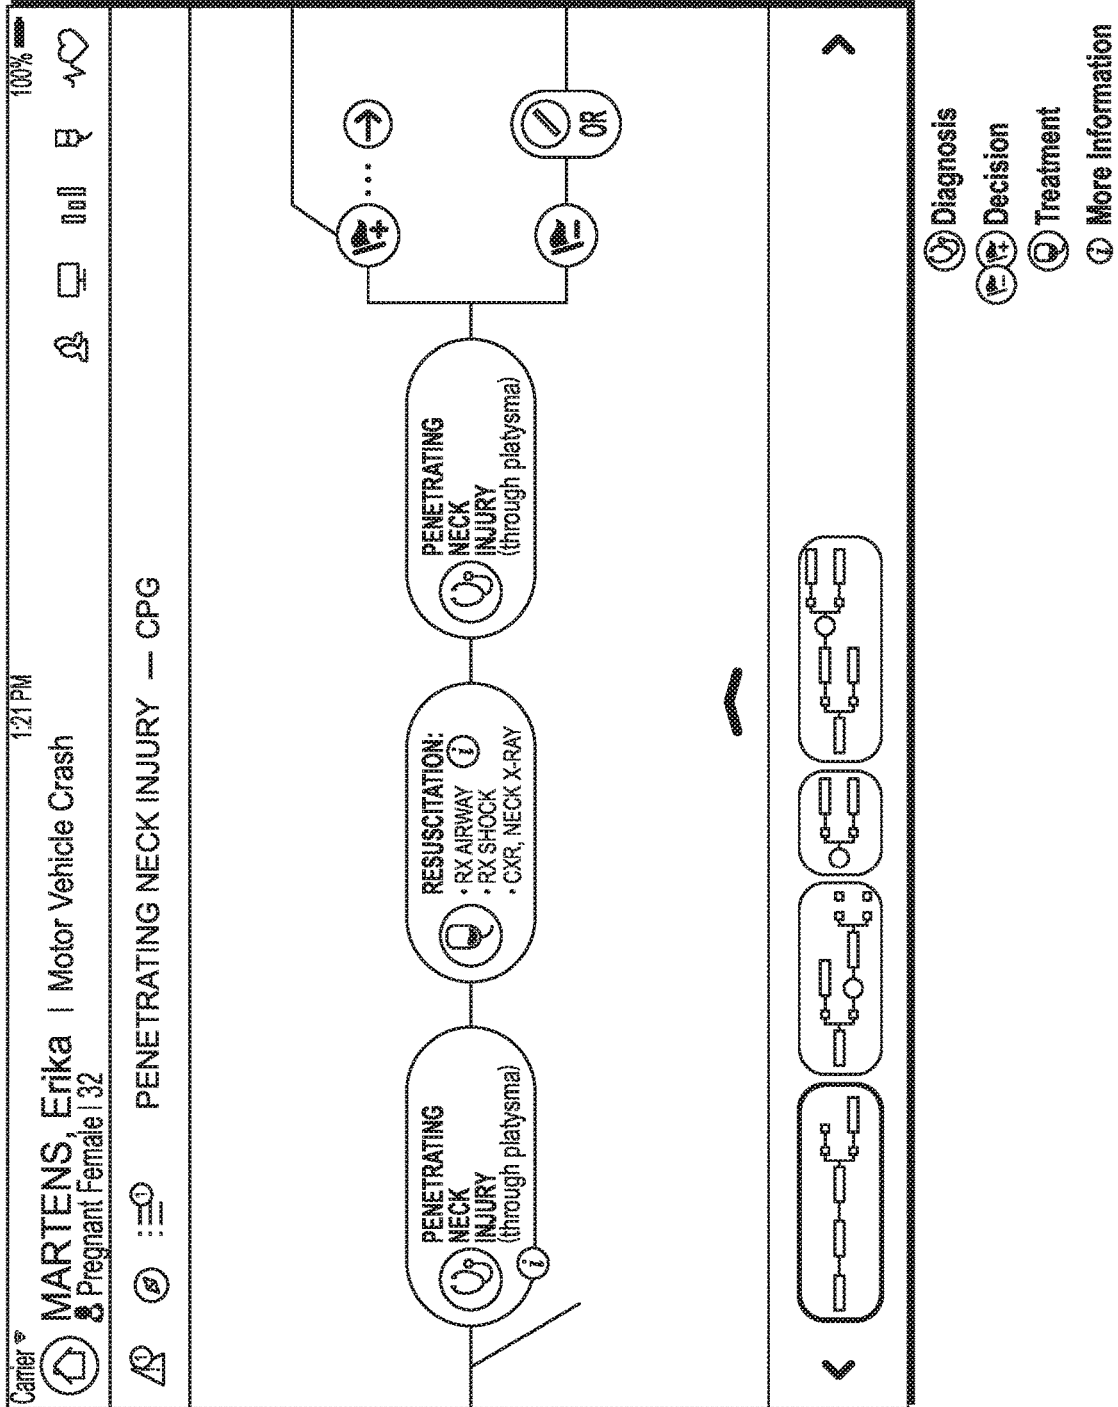 Carrier 1:21 PM 100%
MARTENS, Erika | Motor Vehicle Crash
Pregnant Female | 32
1
1
PENETRATING NECK INJURY — CPG
PENETRATING
NECK
INJURY
(through platysma)
i
RESUSCITATION:
• RX AIRWAY i
• RX SHOCK
• CXR, NECK X-RAY
PENETRATING
NECK
INJURY
(through platysma)
+
...
−
OR
Diagnosis
− + Decision
Treatment
i More Information